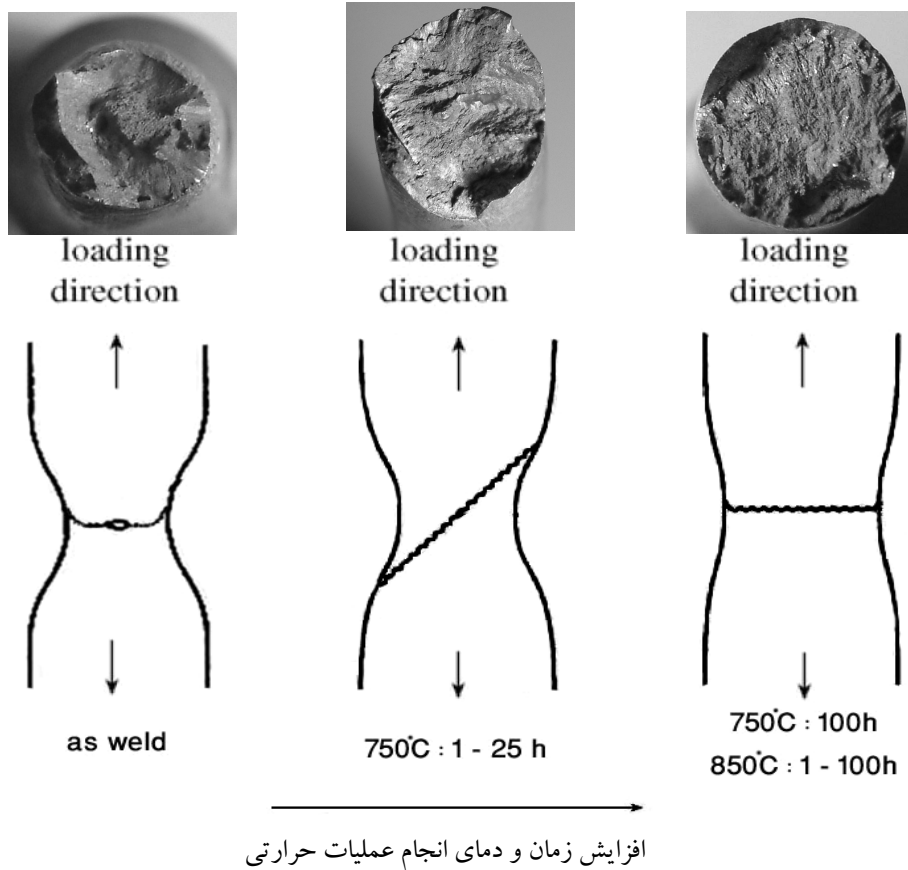 loading
direction
loading
direction
loading
direction
as weld
750°C : 1 - 25 h
750°C : 100h
850°C : 1 - 100h
افزایش زمان و دمای انجام عملیات حرارتی